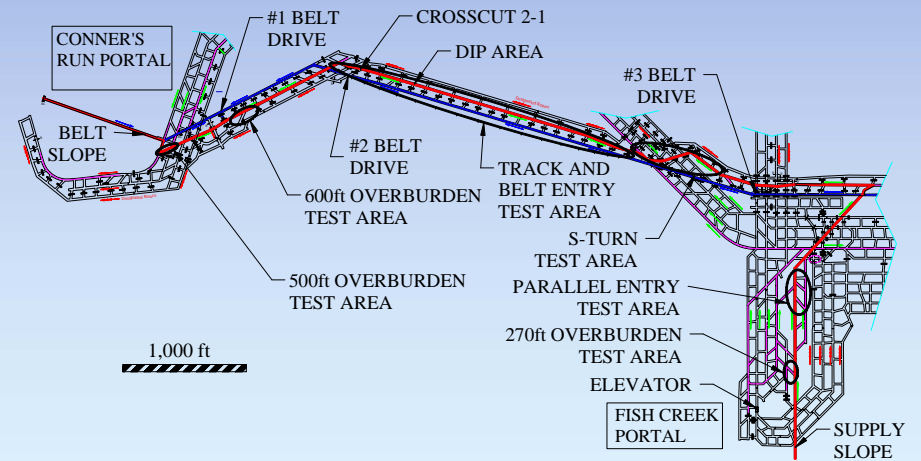 CONNER'S
RUN PORTAL
#1 BELT
DRIVE
CROSSCUT 2-1
DIP AREA
#3 BELT
DRIVE
BELT
SLOPE
#2 BELT
DRIVE
600ft OVERBURDEN
TEST AREA
TRACK AND
BELT ENTRY
TEST AREA
S-TURN
TEST AREA
500ft OVERBURDEN
TEST AREA
PARALLEL ENTRY
TEST AREA
270ft OVERBURDEN
TEST AREA
1,000 ft
ELEVATOR
FISH CREEK
PORTAL
SUPPLY
SLOPE